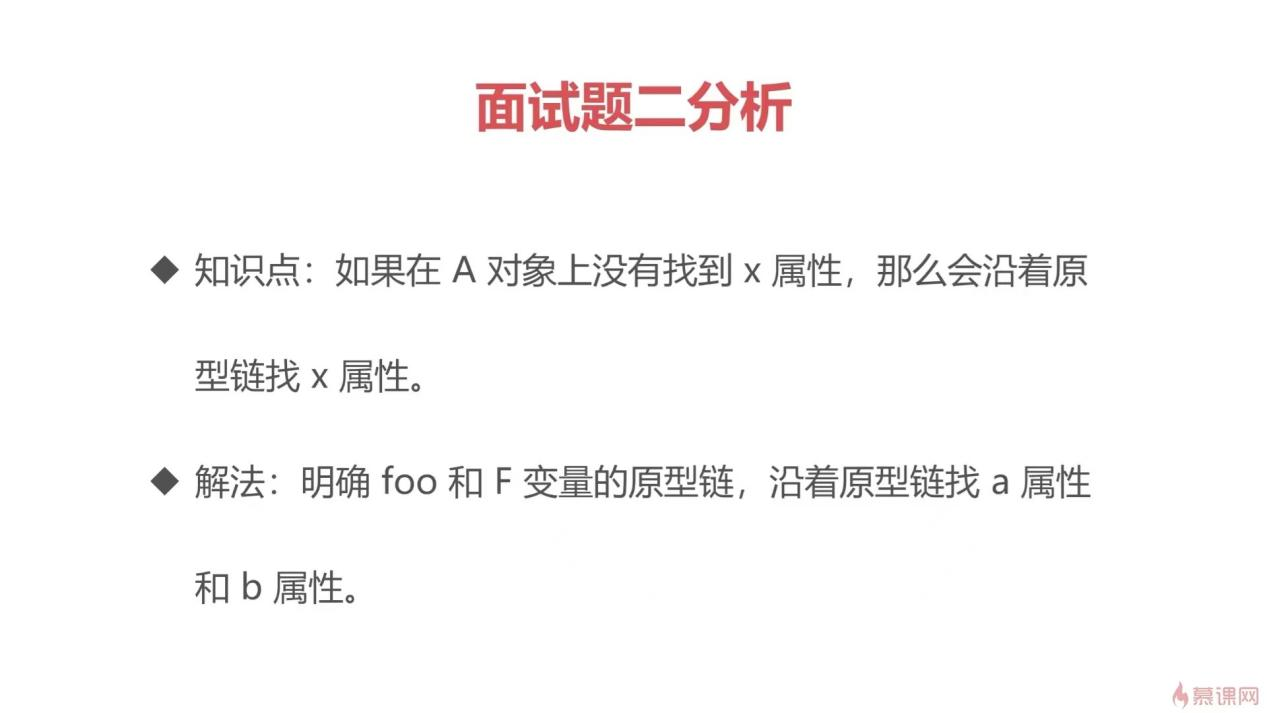 面试题二分析
◆ 知识点：如果在 A 对象上没有找到 x 属性，那么会沿着原
型链找 x 属性。
◆ 解法：明确 foo 和 F 变量的原型链，沿着原型链找 a 属性
和 b 属性。
慕课网